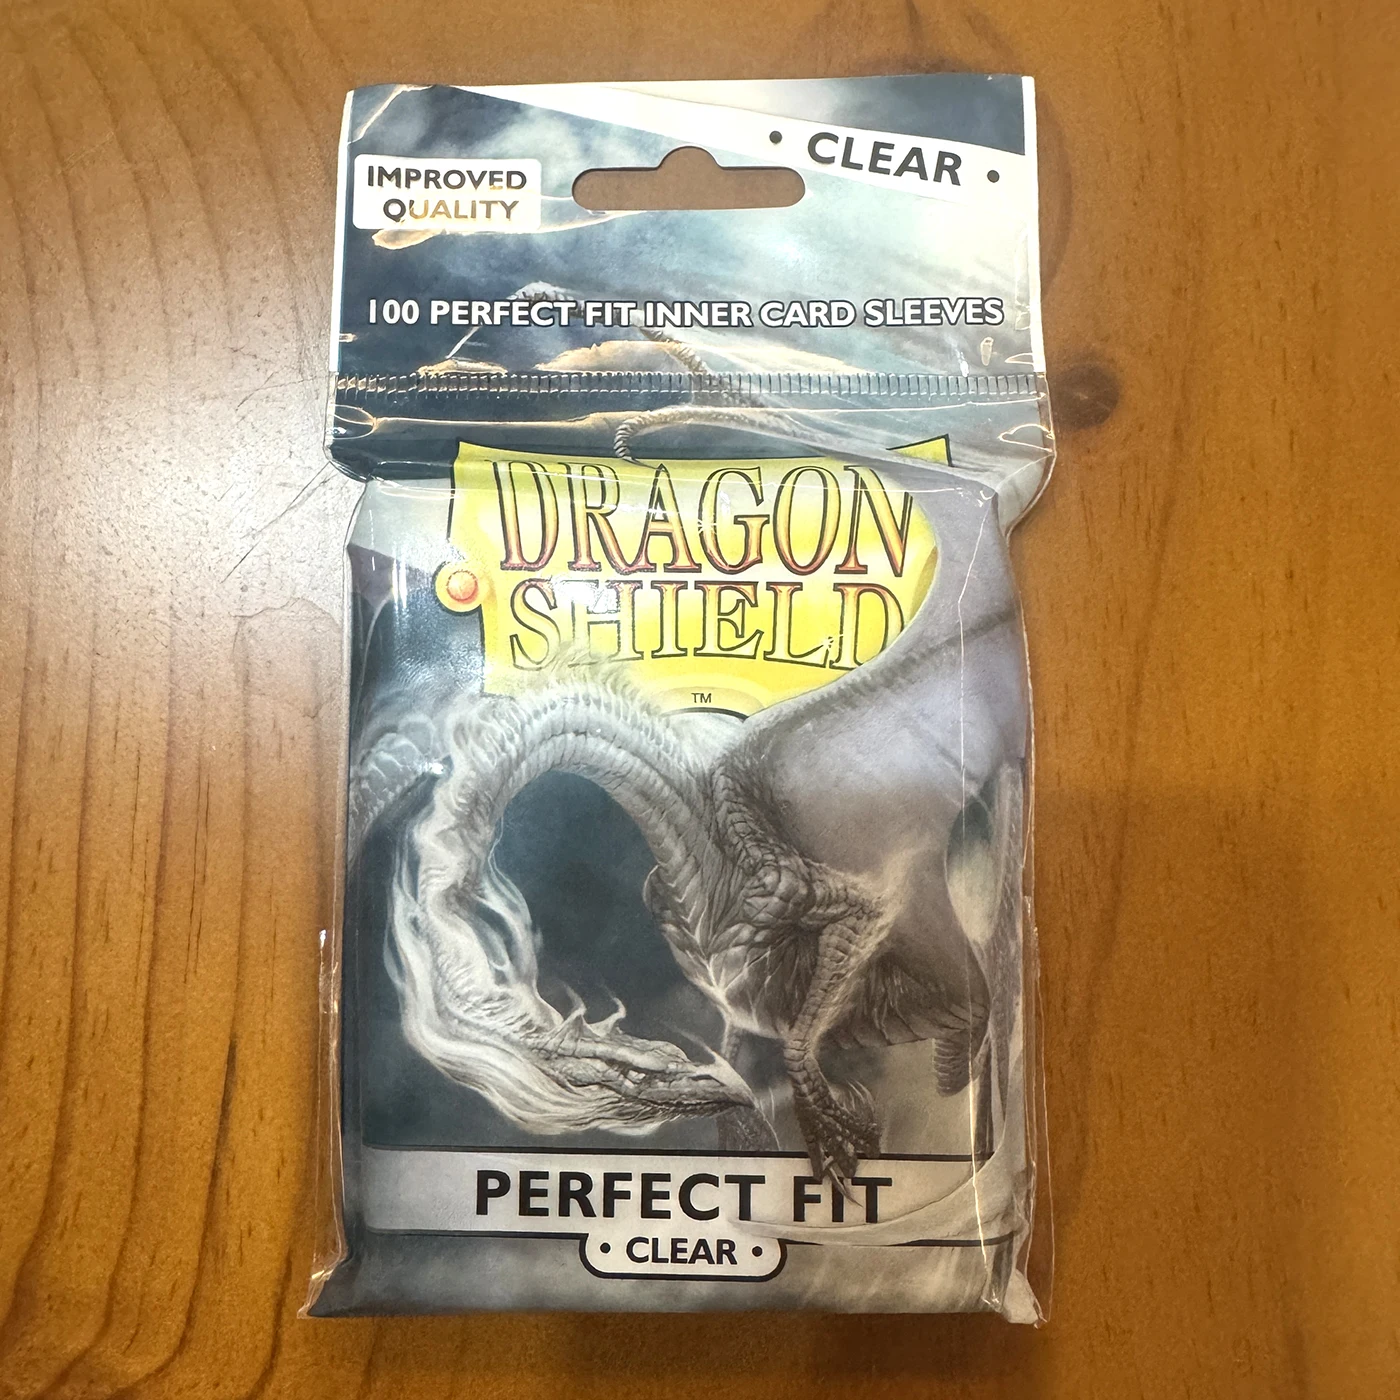 • CLEAR •
IMPROVED
QUALITY
100 PERFECT FIT INNER CARD SLEEVES
DRAGON
SHIELD
TM
PERFECT FIT
• CLEAR •